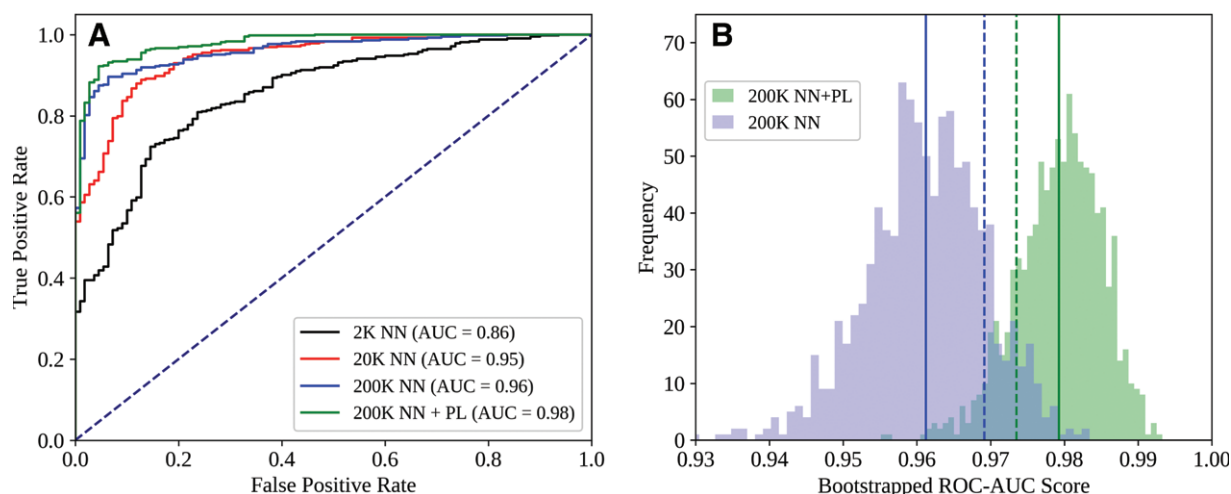 A
1.0
0.8
0.6
0.4
0.2
0.0
True Positive Rate
2K NN (AUC = 0.86)
20K NN (AUC = 0.95)
200K NN (AUC = 0.96)
200K NN + PL (AUC = 0.98)
0.0 0.2 0.4 0.6 0.8 1.0
False Positive Rate
B
70
60
50
40
30
20
10
0
Frequency
200K NN+PL
200K NN
0.93 0.94 0.95 0.96 0.97 0.98 0.99 1.00
Bootstrapped ROC-AUC Score